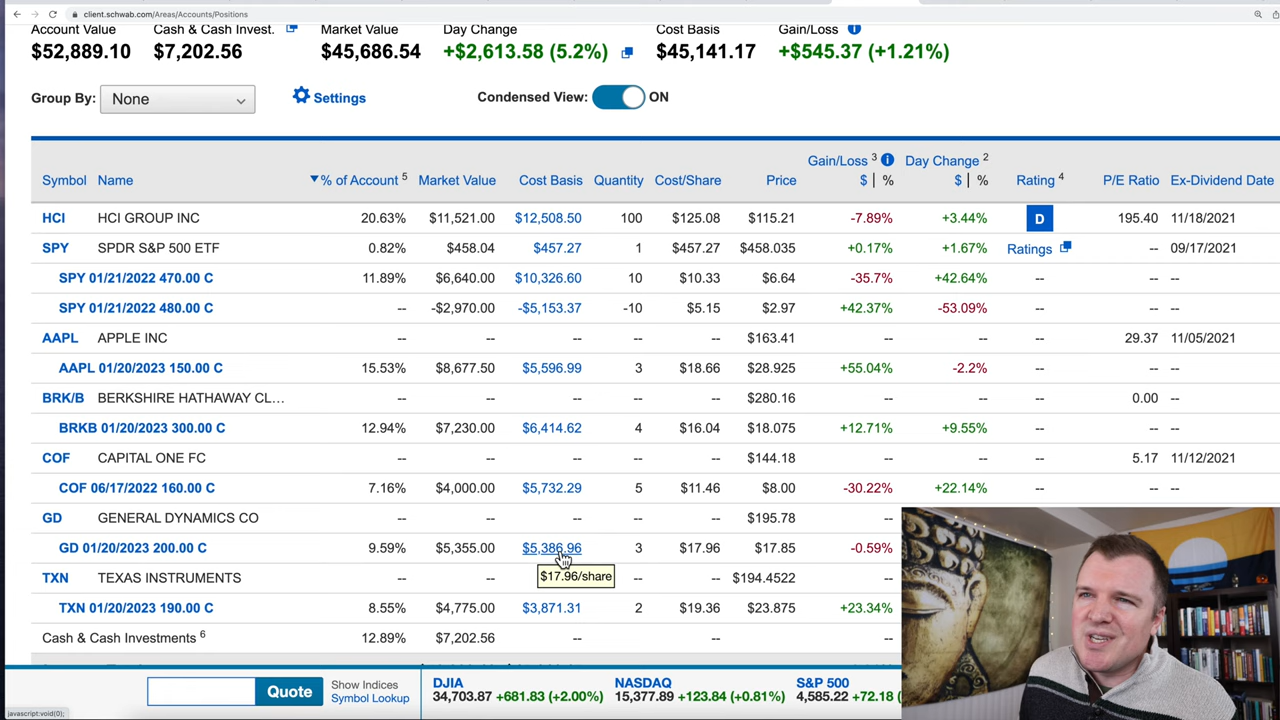 client.schwab.com/Areas/Accounts/Positions
Account Value Cash & Cash Invest. Market Value Day Change Cost Basis Gain/Loss i
$52,889.10 $7,202.56 $45,686.54 +$2,613.58 (5.2%) $45,141.17 +$545.37 (+1.21%)
Group By: None Settings Condensed View: ON
Gain/Loss 3 i Day Change 2
Symbol Name % of Account 5 Market Value Cost Basis Quantity Cost/Share Price $ | % $ | % Rating 4 P/E Ratio Ex-Dividend Date
HCI HCI GROUP INC 20.63% $11,521.00 $12,508.50 100 $125.08 $115.21 -7.89% +3.44% D 195.40 11/18/2021
SPY SPDR S&P 500 ETF 0.82% $458.04 $457.27 1 $457.27 $458.035 +0.17% +1.67% Ratings -- 09/17/2021
SPY 01/21/2022 470.00 C 11.89% $6,640.00 $10,326.60 10 $10.33 $6.64 -35.7% +42.64% -- -- --
SPY 01/21/2022 480.00 C -- -$2,970.00 -$5,153.37 -10 $5.15 $2.97 +42.37% -53.09% -- -- --
AAPL APPLE INC -- -- -- -- -- $163.41 -- -- -- 29.37 11/05/2021
AAPL 01/20/2023 150.00 C 15.53% $8,677.50 $5,596.99 3 $18.66 $28.925 +55.04% -2.2% -- -- --
BRK/B BERKSHIRE HATHAWAY CL... -- -- -- -- -- $280.16 -- -- -- 0.00 --
BRKB 01/20/2023 300.00 C 12.94% $7,230.00 $6,414.62 4 $16.04 $18.075 +12.71% +9.55% -- -- --
COF CAPITAL ONE FC -- -- -- -- -- $144.18 -- -- -- 5.17 11/12/2021
COF 06/17/2022 160.00 C 7.16% $4,000.00 $5,732.29 5 $11.46 $8.00 -30.22% +22.14% -- -- --
GD GENERAL DYNAMICS CO -- -- -- -- -- $195.78 --
GD 01/20/2023 200.00 C 9.59% $5,355.00 $5,386.96 3 $17.96 $17.85 -0.59%
$17.96/share
TXN TEXAS INSTRUMENTS -- -- -- -- -- $194.4522 --
TXN 01/20/2023 190.00 C 8.55% $4,775.00 $3,871.31 2 $19.36 $23.875 +23.34%
Cash & Cash Investments 6 12.89% $7,202.56 -- -- -- --
Quote Show Indices DJIA NASDAQ S&P 500
Symbol Lookup 34,703.87 +681.83 (+2.00%) 15,377.89 +123.84 (+0.81%) 4,585.22 +72.18
javascript:void(0);